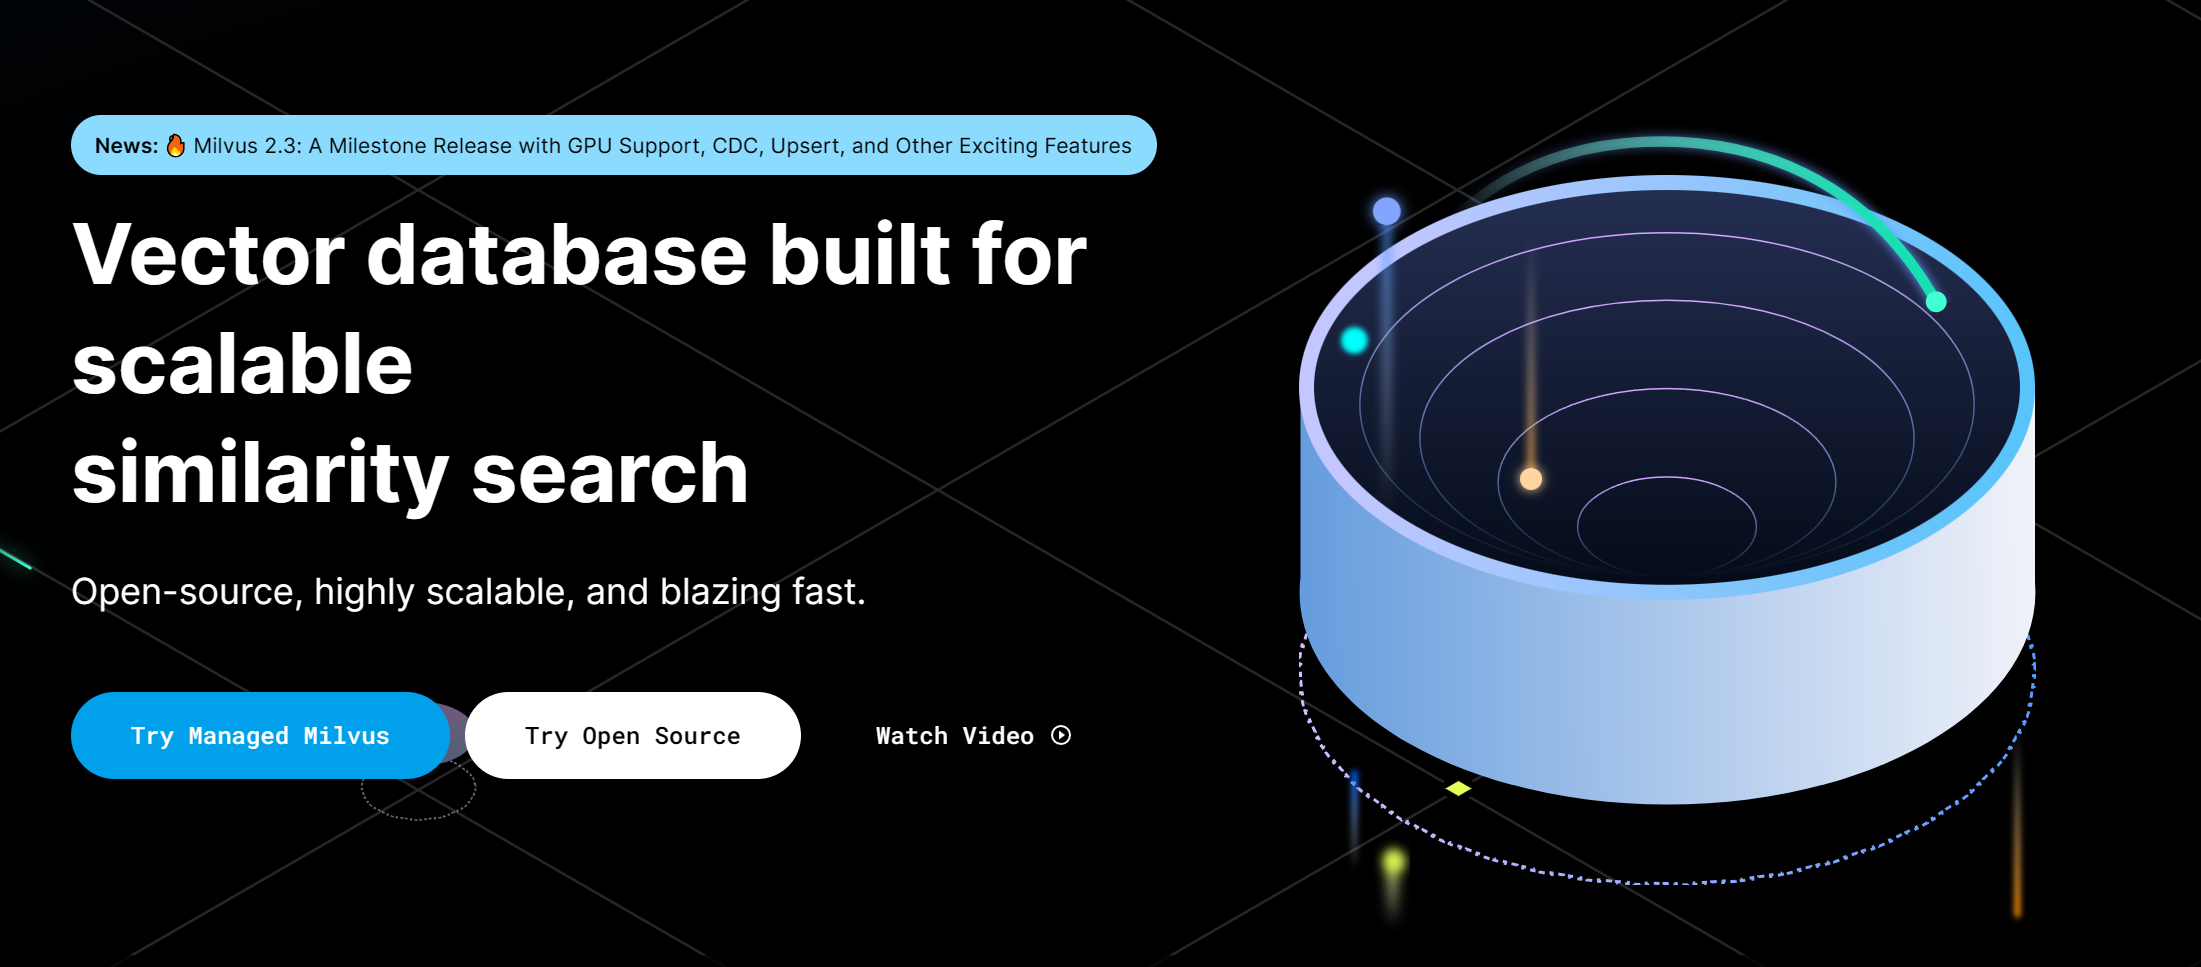 News: 🔥 Milvus 2.3: A Milestone Release with GPU Support, CDC, Upsert, and Other Exciting Features
Vector database built for
scalable
similarity search
Open-source, highly scalable, and blazing fast.
Try Managed Milvus
Try Open Source
Watch Video